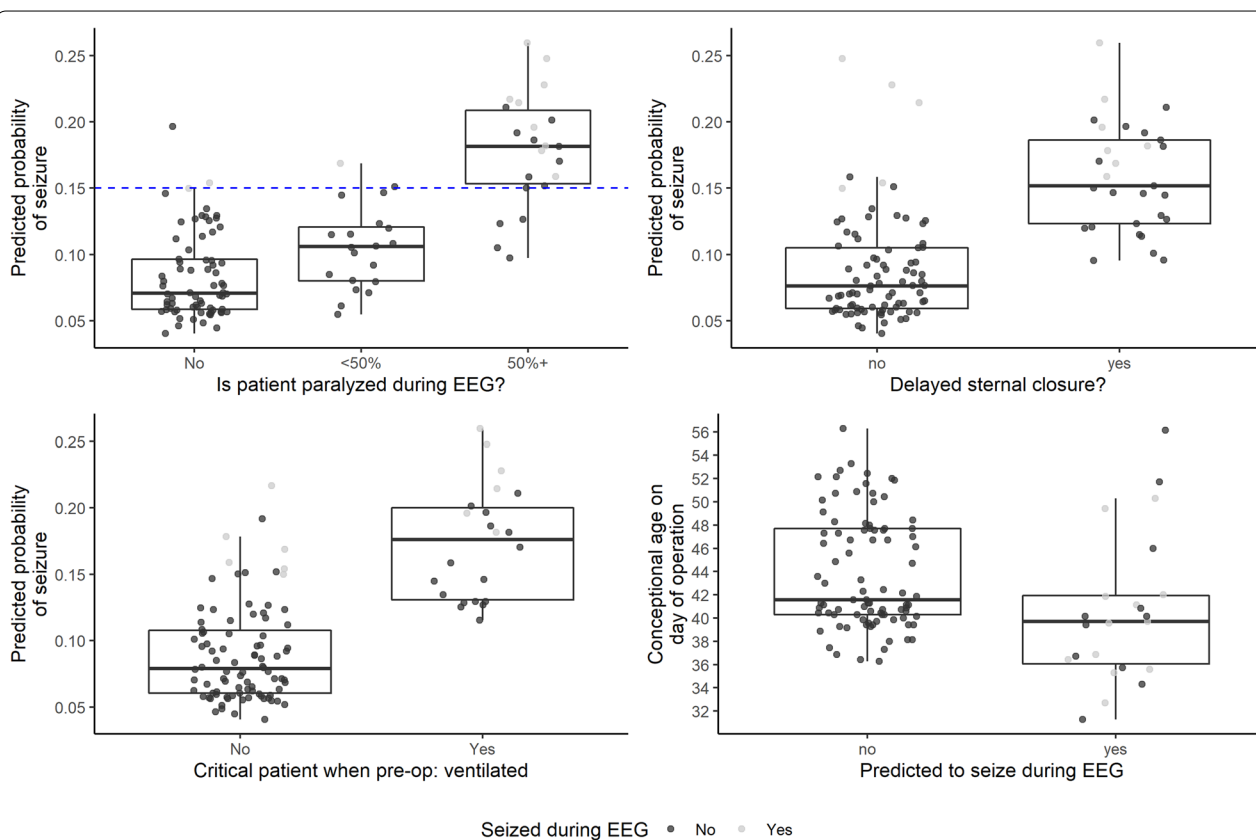 Predicted probability
of seizure
0.25
0.20
0.15
0.10
0.05
No
<50%
50%+
Is patient paralyzed during EEG?
Predicted probability
of seizure
0.25
0.20
0.15
0.10
0.05
no
yes
Delayed sternal closure?
Predicted probability
of seizure
0.25
0.20
0.15
0.10
0.05
No
Yes
Critical patient when pre-op: ventilated
Conceptional age on
day of operation
56
54
52
50
48
46
44
42
40
38
36
34
32
no
yes
Predicted to seize during EEG
Seized during EEG No Yes